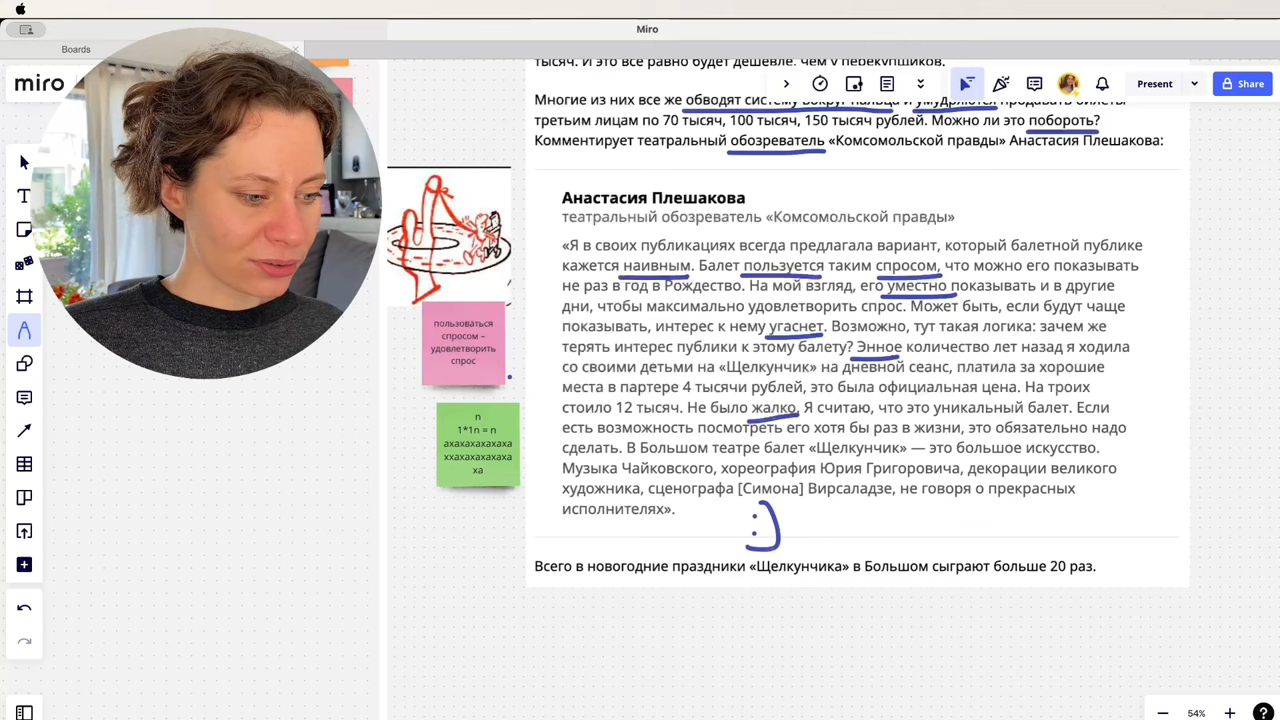 Miro
Boards
miro
Present
Share
тысяч. И это все равно будет дешевле, чем у перекупщиков.
Многие из них все же обводят систему вокруг пальца и умудряются продавать билеты
третьим лицам по 70 тысяч, 100 тысяч, 150 тысяч рублей. Можно ли это побороть?
Комментирует театральный обозреватель «Комсомольской правды» Анастасия Плешакова:
Анастасия Плешакова
театральный обозреватель «Комсомольской правды»
«Я в своих публикациях всегда предлагала вариант, который балетной публике
кажется наивным. Балет пользуется таким спросом, что можно его показывать
не раз в год в Рождество. На мой взгляд, его уместно показывать и в другие
дни, чтобы максимально удовлетворить спрос. Может быть, если будут чаще
показывать, интерес к нему угаснет. Возможно, тут такая логика: зачем же
терять интерес публики к этому балету? Энное количество лет назад я ходила
со своими детьми на «Щелкунчик» на дневной сеанс, платила за хорошие
места в партере 4 тысячи рублей, это была официальная цена. На троих
стоило 12 тысяч. Не было жалко. Я считаю, что это уникальный балет. Если
есть возможность посмотреть его хотя бы раз в жизни, это обязательно надо
сделать. В Большом театре балет «Щелкунчик» — это большое искусство.
Музыка Чайковского, хореография Юрия Григоровича, декорации великого
художника, сценографа [Симона] Вирсаладзе, не говоря о прекрасных
исполнителях».
:)
Всего в новогодние праздники «Щелкунчика» в Большом сыграют больше 20 раз.
пользоваться
спросом –
удовлетворить
спрос
n
1*1n = n
ахахахахахаха
ххахахахахаха
ха
54%
?